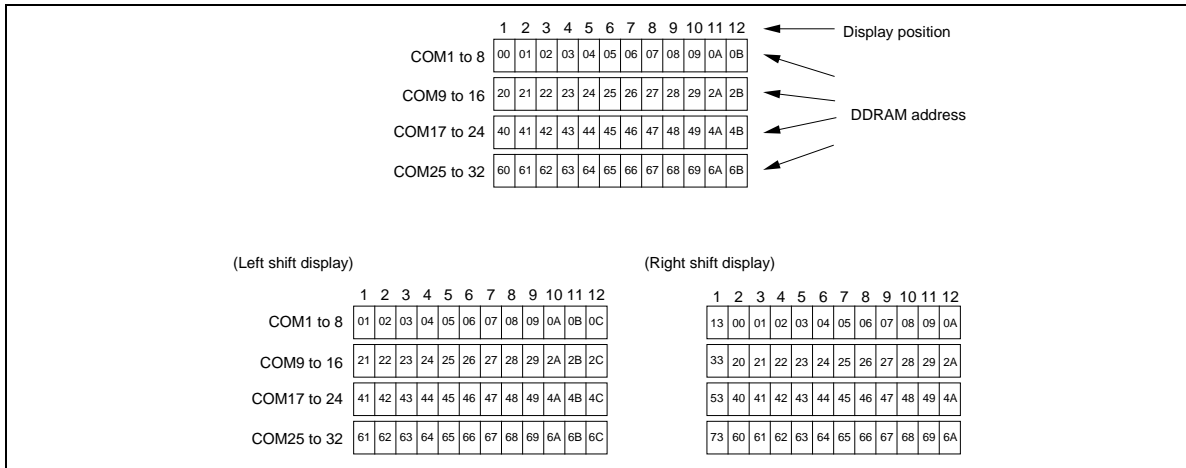 1 2 3 4 5 6 7 8 9 10 11 12 Display position
COM1 to 8 00 01 02 03 04 05 06 07 08 09 0A 0B
COM9 to 16 20 21 22 23 24 25 26 27 28 29 2A 2B
DDRAM address
COM17 to 24 40 41 42 43 44 45 46 47 48 49 4A 4B
COM25 to 32 60 61 62 63 64 65 66 67 68 69 6A 6B
(Left shift display)
1 2 3 4 5 6 7 8 9 10 11 12
COM1 to 8 01 02 03 04 05 06 07 08 09 0A 0B 0C
COM9 to 16 21 22 23 24 25 26 27 28 29 2A 2B 2C
COM17 to 24 41 42 43 44 45 46 47 48 49 4A 4B 4C
COM25 to 32 61 62 63 64 65 66 67 68 69 6A 6B 6C
(Right shift display)
1 2 3 4 5 6 7 8 9 10 11 12
13 00 01 02 03 04 05 06 07 08 09 0A
33 20 21 22 23 24 25 26 27 28 29 2A
53 40 41 42 43 44 45 46 47 48 49 4A
73 60 61 62 63 64 65 66 67 68 69 6A